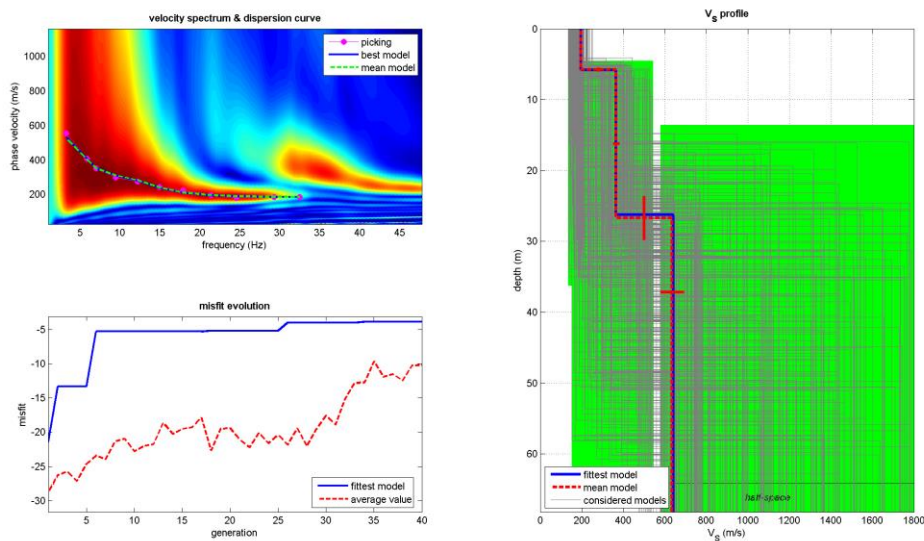 velocity spectrum & dispersion curve
phase velocity (m/s)
1000
800
600
400
200
picking
best model
mean model
5 10 15 20 25 30 35 40 45
frequency (Hz)
misfit evolution
misfit
-5
-10
-15
-20
-25
-30
fittest model
average value
5 10 15 20 25 30 35 40
generation
VS profile
depth (m)
0
10
20
30
40
50
60
fittest model
mean model
considered models
half-space
0 200 400 600 800 1000 1200 1400 1600 1800
VS (m/s)